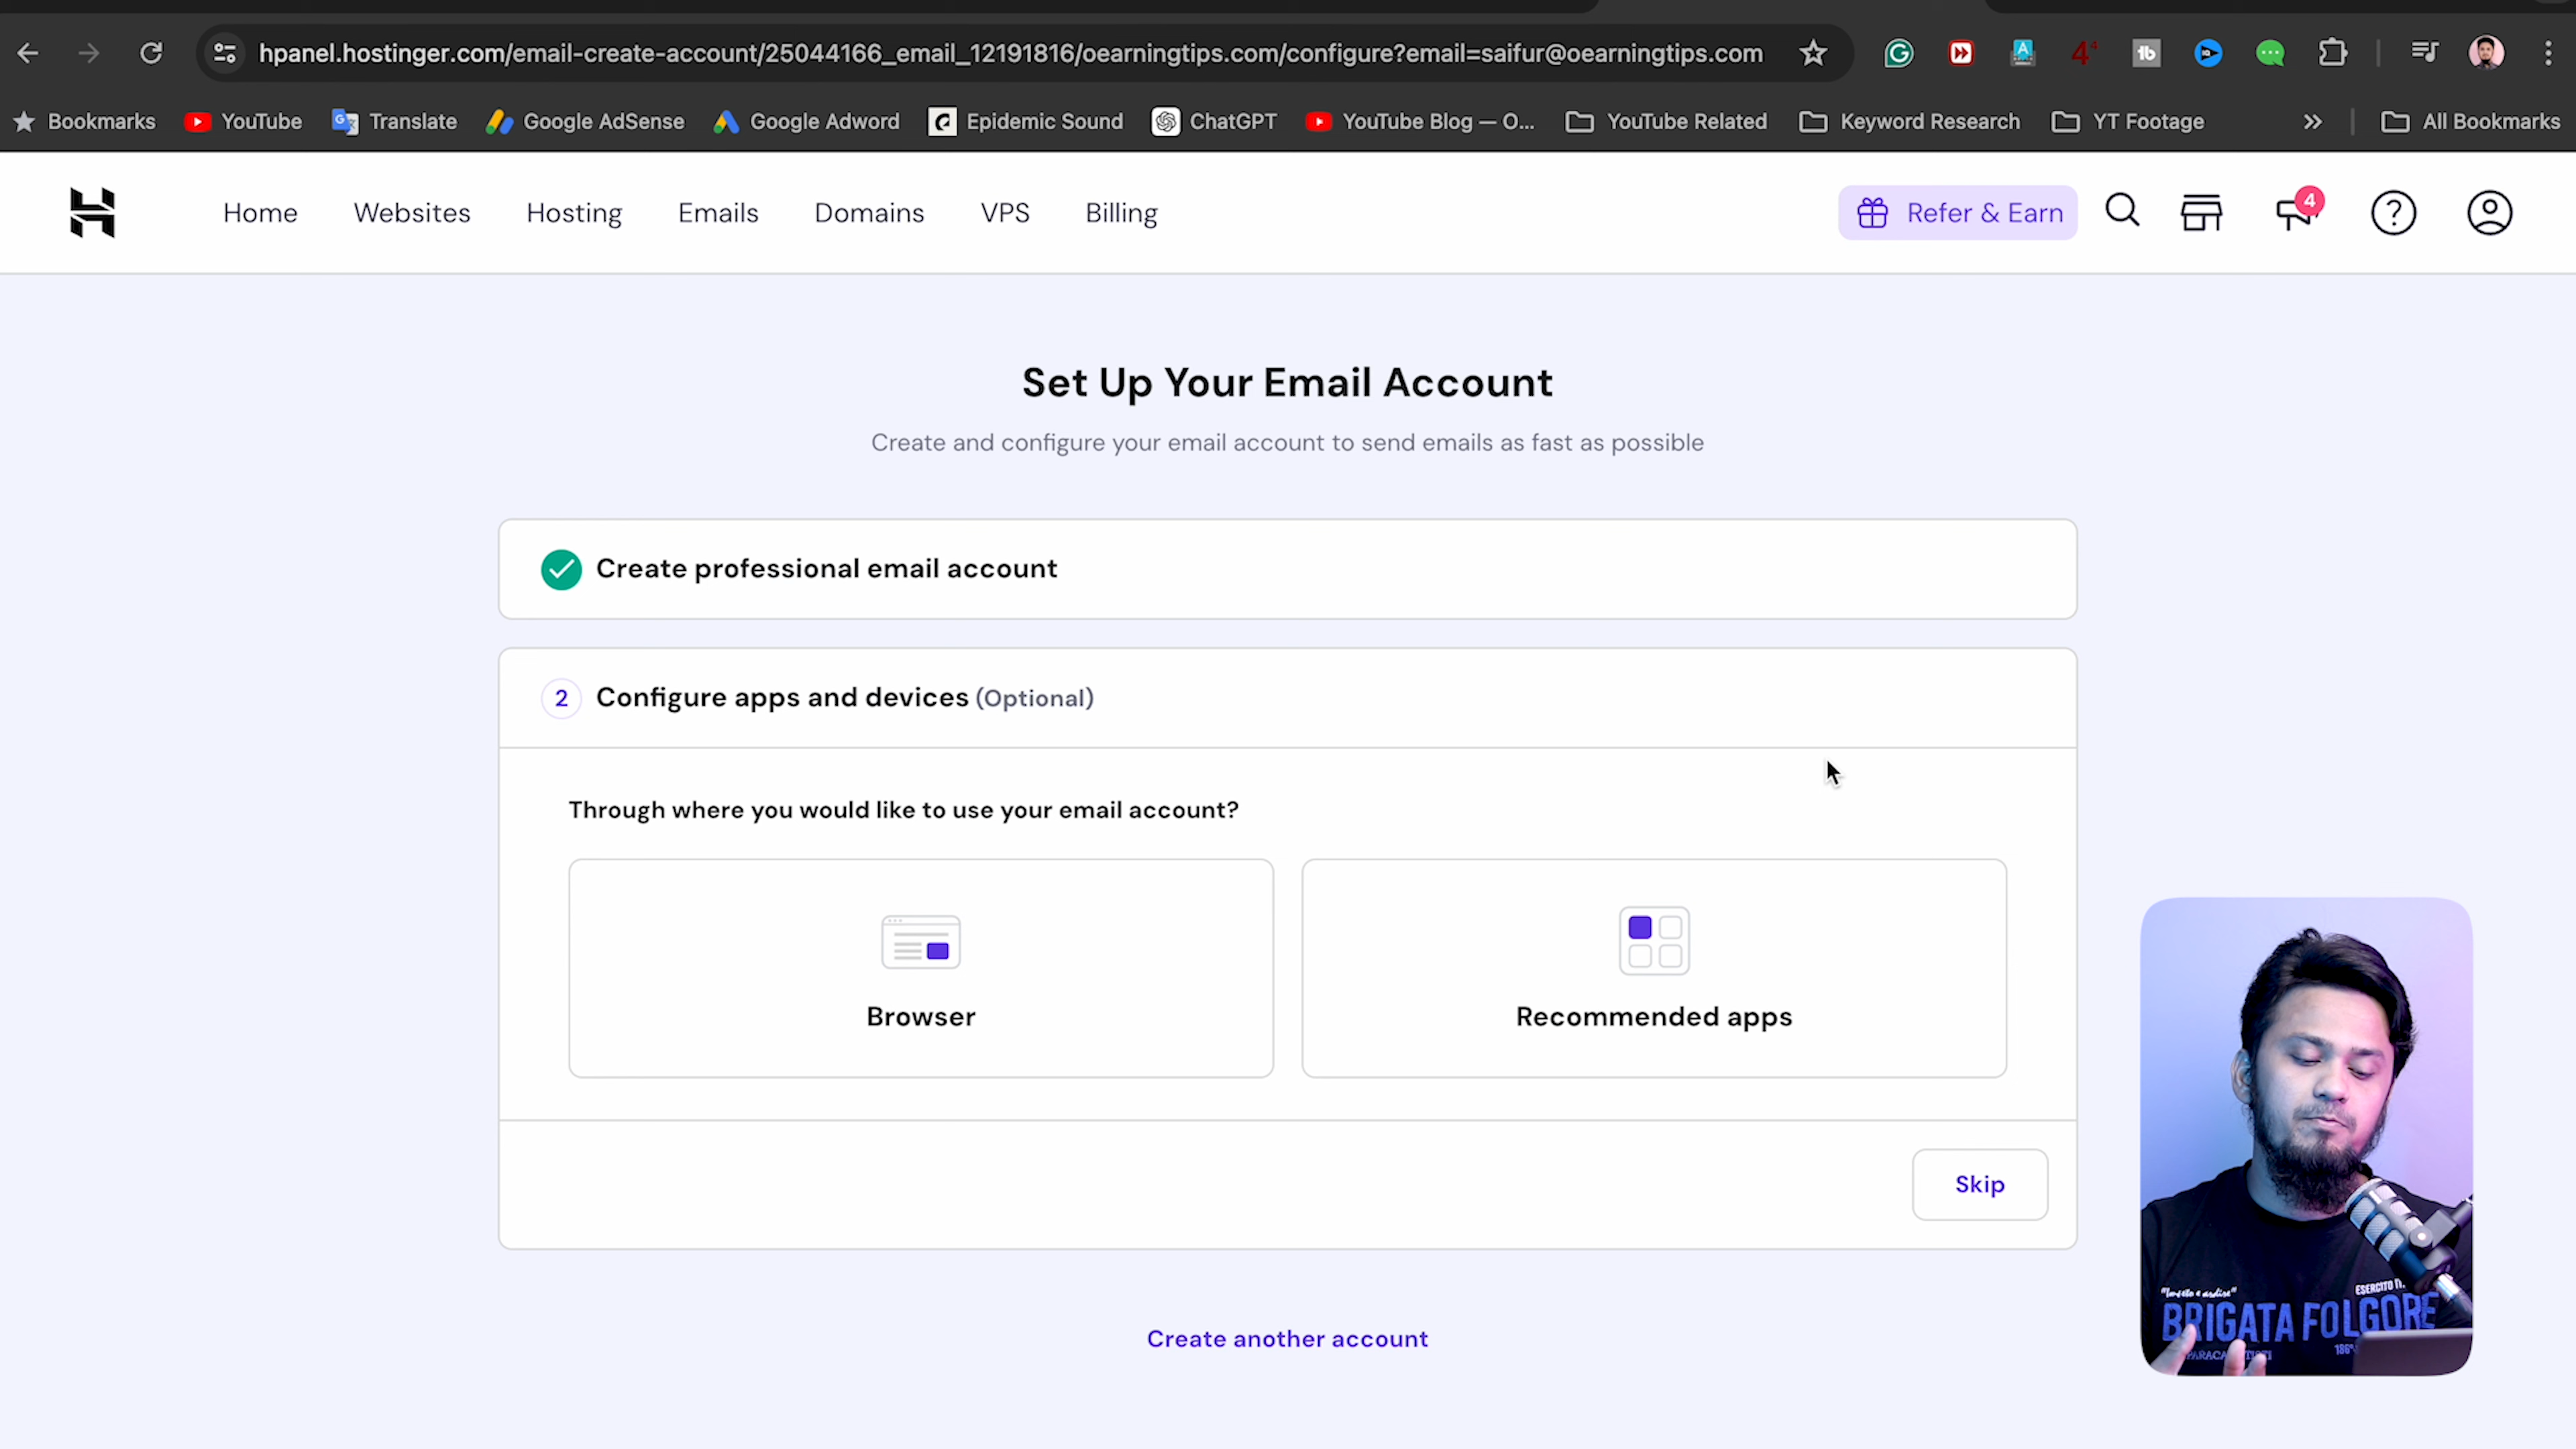 hpanel.hostinger.com/email-create-account/25044166_email_12191816/oearningtips.com/configure?email=saifur@oearningtips.com
Bookmarks YouTube Translate Google AdSense Google Adword Epidemic Sound ChatGPT YouTube Blog — O... YouTube Related Keyword Research YT Footage All Bookmarks
Home Websites Hosting Emails Domains VPS Billing Refer & Earn 4
Set Up Your Email Account
Create and configure your email account to send emails as fast as possible
Create professional email account
2 Configure apps and devices (Optional)
Through where you would like to use your email account?
Browser Recommended apps
Skip
Create another account
ESERCITO
BRIGATA FOLGORE